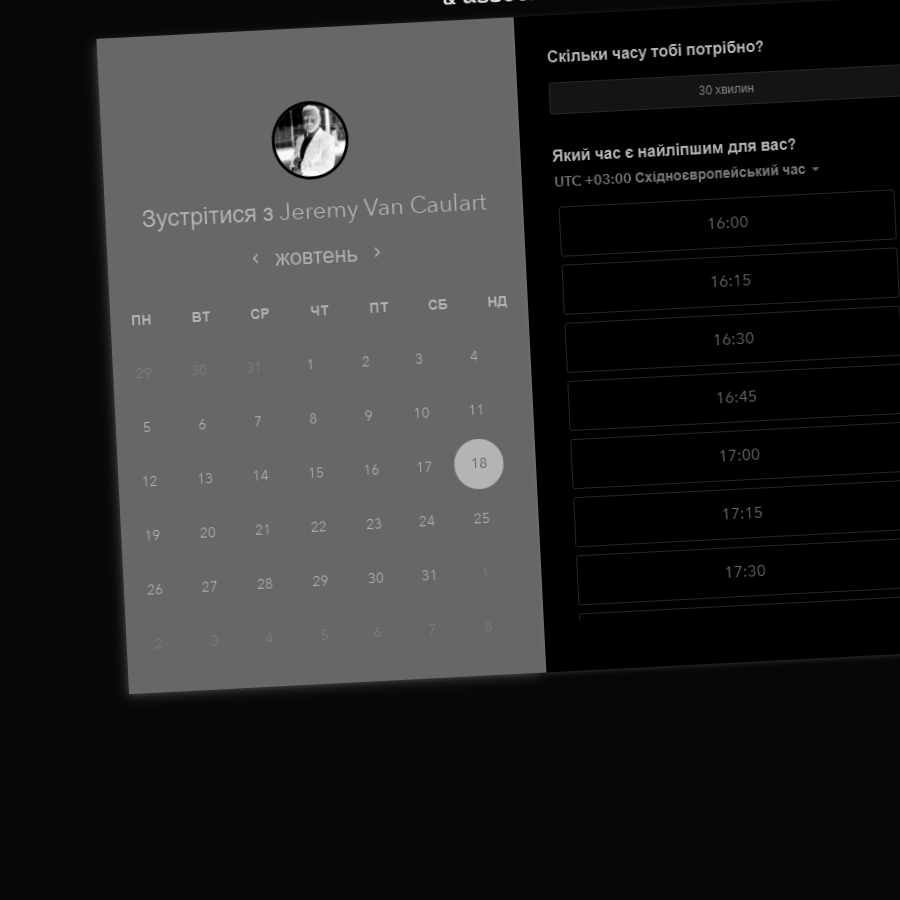 Зустрітися з Jeremy Van Caulart
‹ жовтень ›
ПН ВТ СР ЧТ ПТ СБ НД
29 30 31 1 2 3 4
5 6 7 8 9 10 11
12 13 14 15 16 17 18
19 20 21 22 23 24 25
26 27 28 29 30 31 1
2 3 4 5 6 7 8
Скільки часу тобі потрібно?
30 хвилин
Який час є найліпшим для вас?
UTC +03:00 Східноєвропейський час
16:00
16:15
16:30
16:45
17:00
17:15
17:30